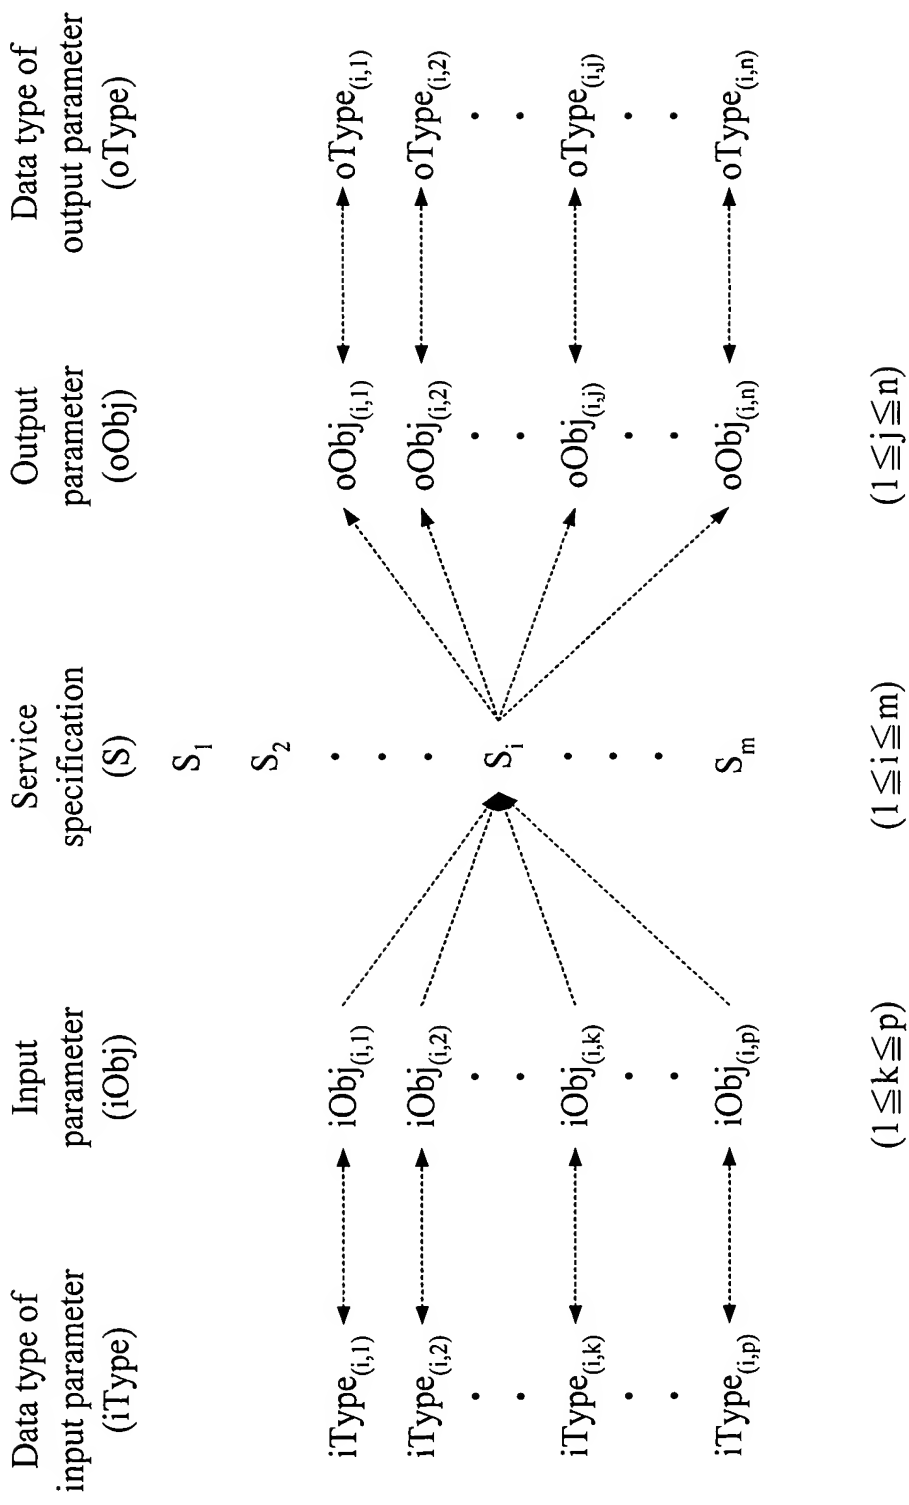 Data type of
input parameter
(iType)
Input
parameter
(iObj)
Service
specification
(S)
Output
parameter
(oObj)
Data type of
output parameter
(oType)
S1
S2
iType(i,1)
iObj(i,1)
oObj(i,1)
oType(i,1)
iType(i,2)
iObj(i,2)
oObj(i,2)
oType(i,2)
Si
iType(i,k)
iObj(i,k)
oObj(i,j)
oType(i,j)
iType(i,p)
iObj(i,p)
Sm
oObj(i,n)
oType(i,n)
(1≦k≦p)
(1≦i≦m)
(1≦j≦n)